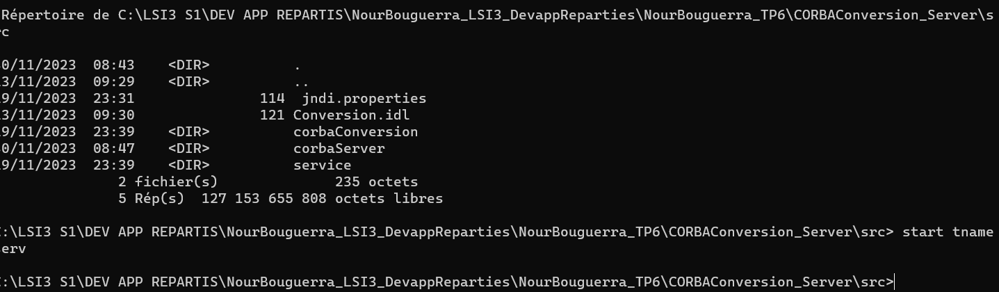 Répertoire de C:\LSI3 S1\DEV APP REPARTIS\NourBouguerra_LSI3_DevappReparties\NourBouguerra_TP6\CORBAConversion_Server\s
rc
0/11/2023  08:43    <DIR>          .
3/11/2023  09:29    <DIR>          ..
9/11/2023  23:31               114  jndi.properties
3/11/2023  09:30               121 Conversion.idl
9/11/2023  23:39    <DIR>          corbaConversion
0/11/2023  08:47    <DIR>          corbaServer
9/11/2023  23:39    <DIR>          service
2 fichier(s)              235 octets
5 Rép(s)  127 153 655 808 octets libres
:\LSI3 S1\DEV APP REPARTIS\NourBouguerra_LSI3_DevappReparties\NourBouguerra_TP6\CORBAConversion_Server\src> start tname
serv
:\LSI3 S1\DEV APP REPARTIS\NourBouguerra_LSI3_DevappReparties\NourBouguerra_TP6\CORBAConversion_Server\src>